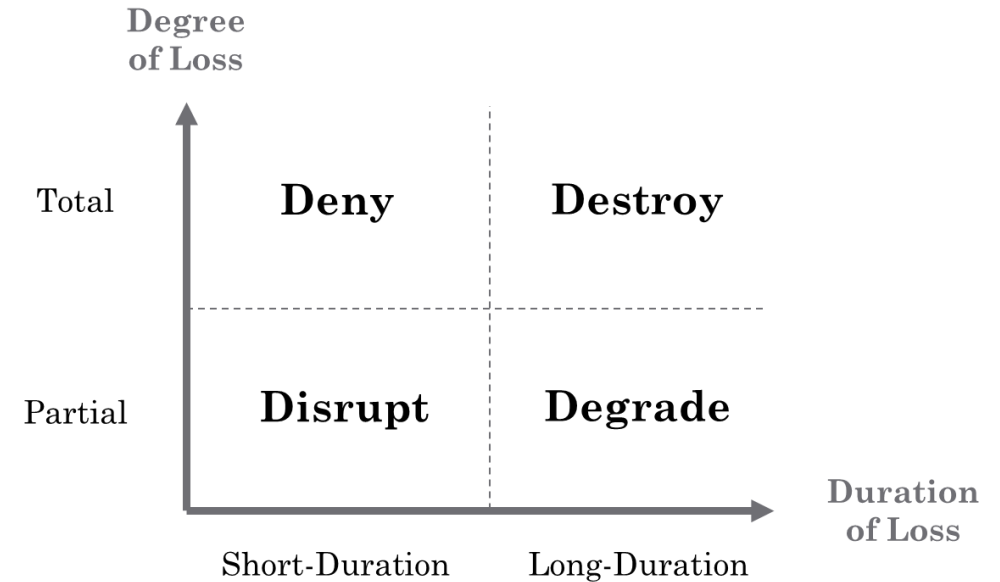 Degree
of Loss
Total
Deny
Destroy
Partial
Disrupt
Degrade
Duration
of Loss
Short-Duration
Long-Duration